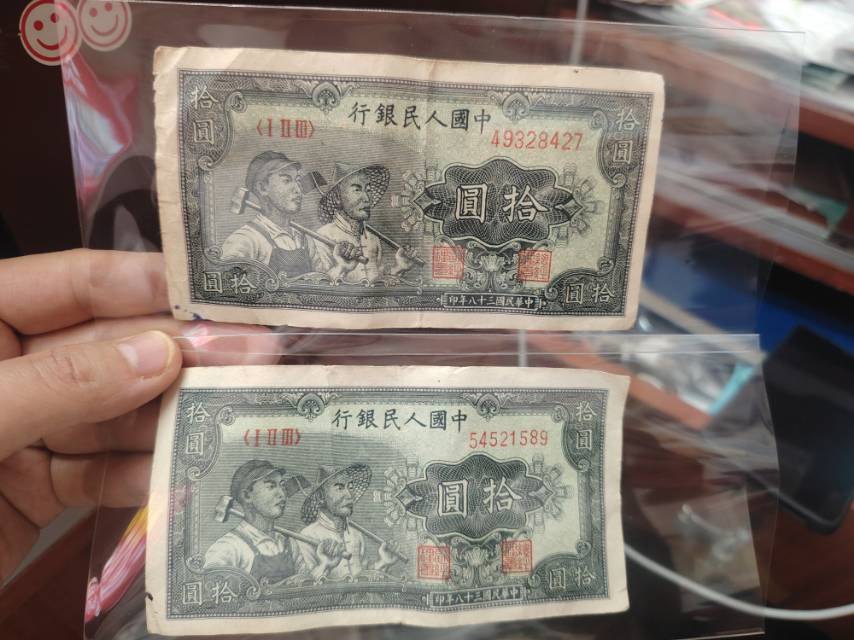 中國人民銀行
〈I II III〉
49328427
拾圓
拾圓
拾圓
拾圓
拾圓
中華民國三十八年印
中國人民銀行
〈I II III〉
54521589
拾圓
拾圓
拾圓
拾圓
拾圓
中華民國三十八年印